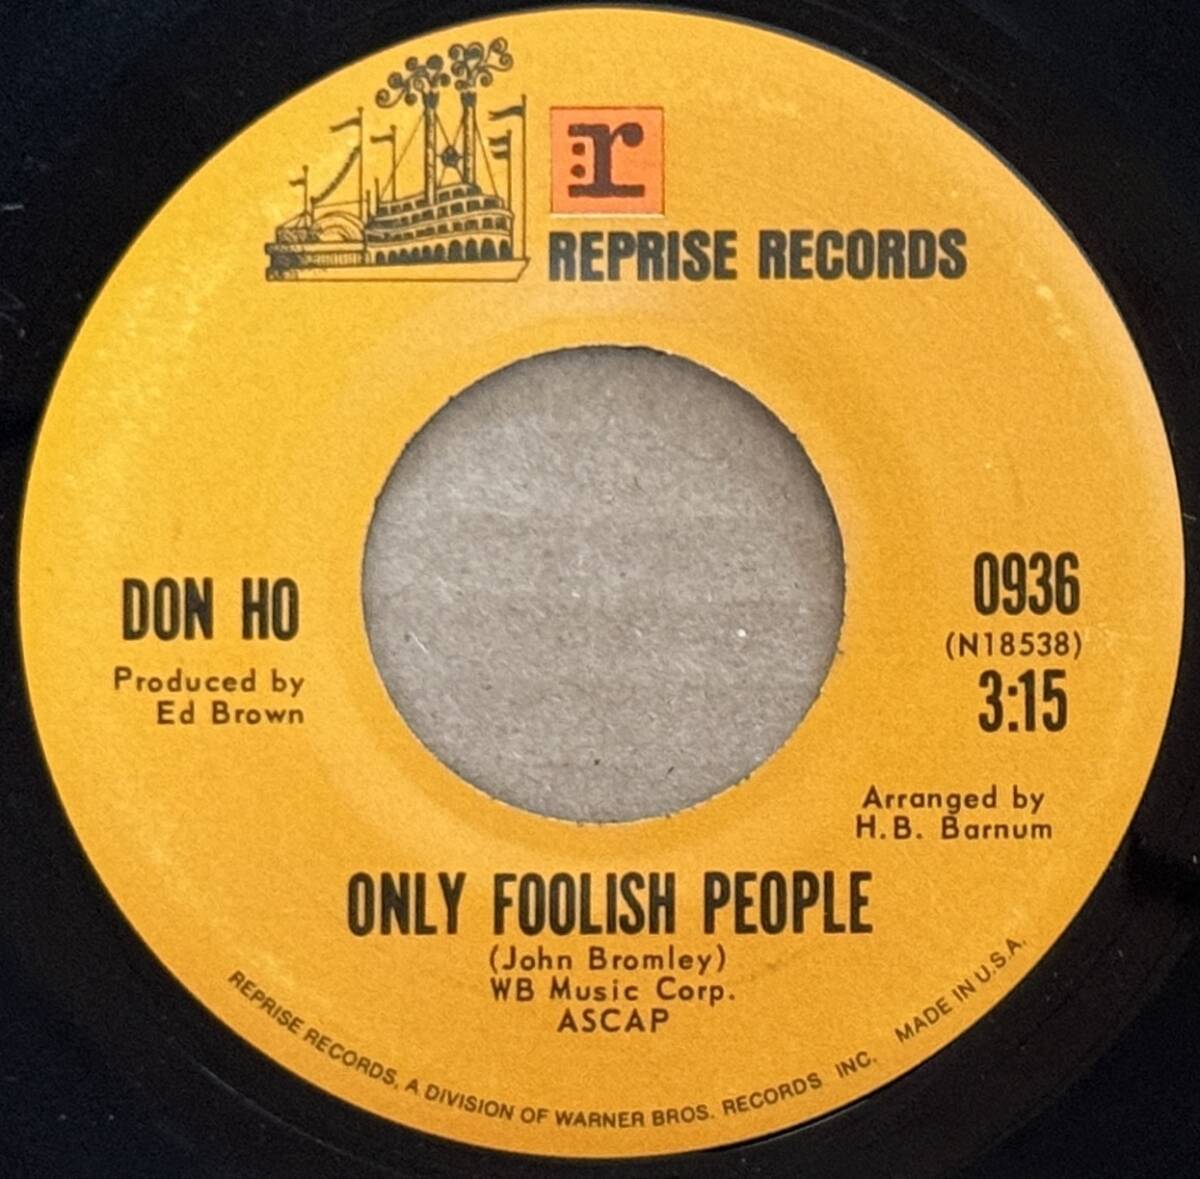 :r
REPRISE RECORDS
DON HO
Produced by
Ed Brown
0936
(N18538)
3:15
Arranged by
H.B. Barnum
ONLY FOOLISH PEOPLE
(John Bromley)
WB Music Corp.
ASCAP
REPRISE RECORDS, A DIVISION OF WARNER BROS. RECORDS INC. MADE IN U.S.A.